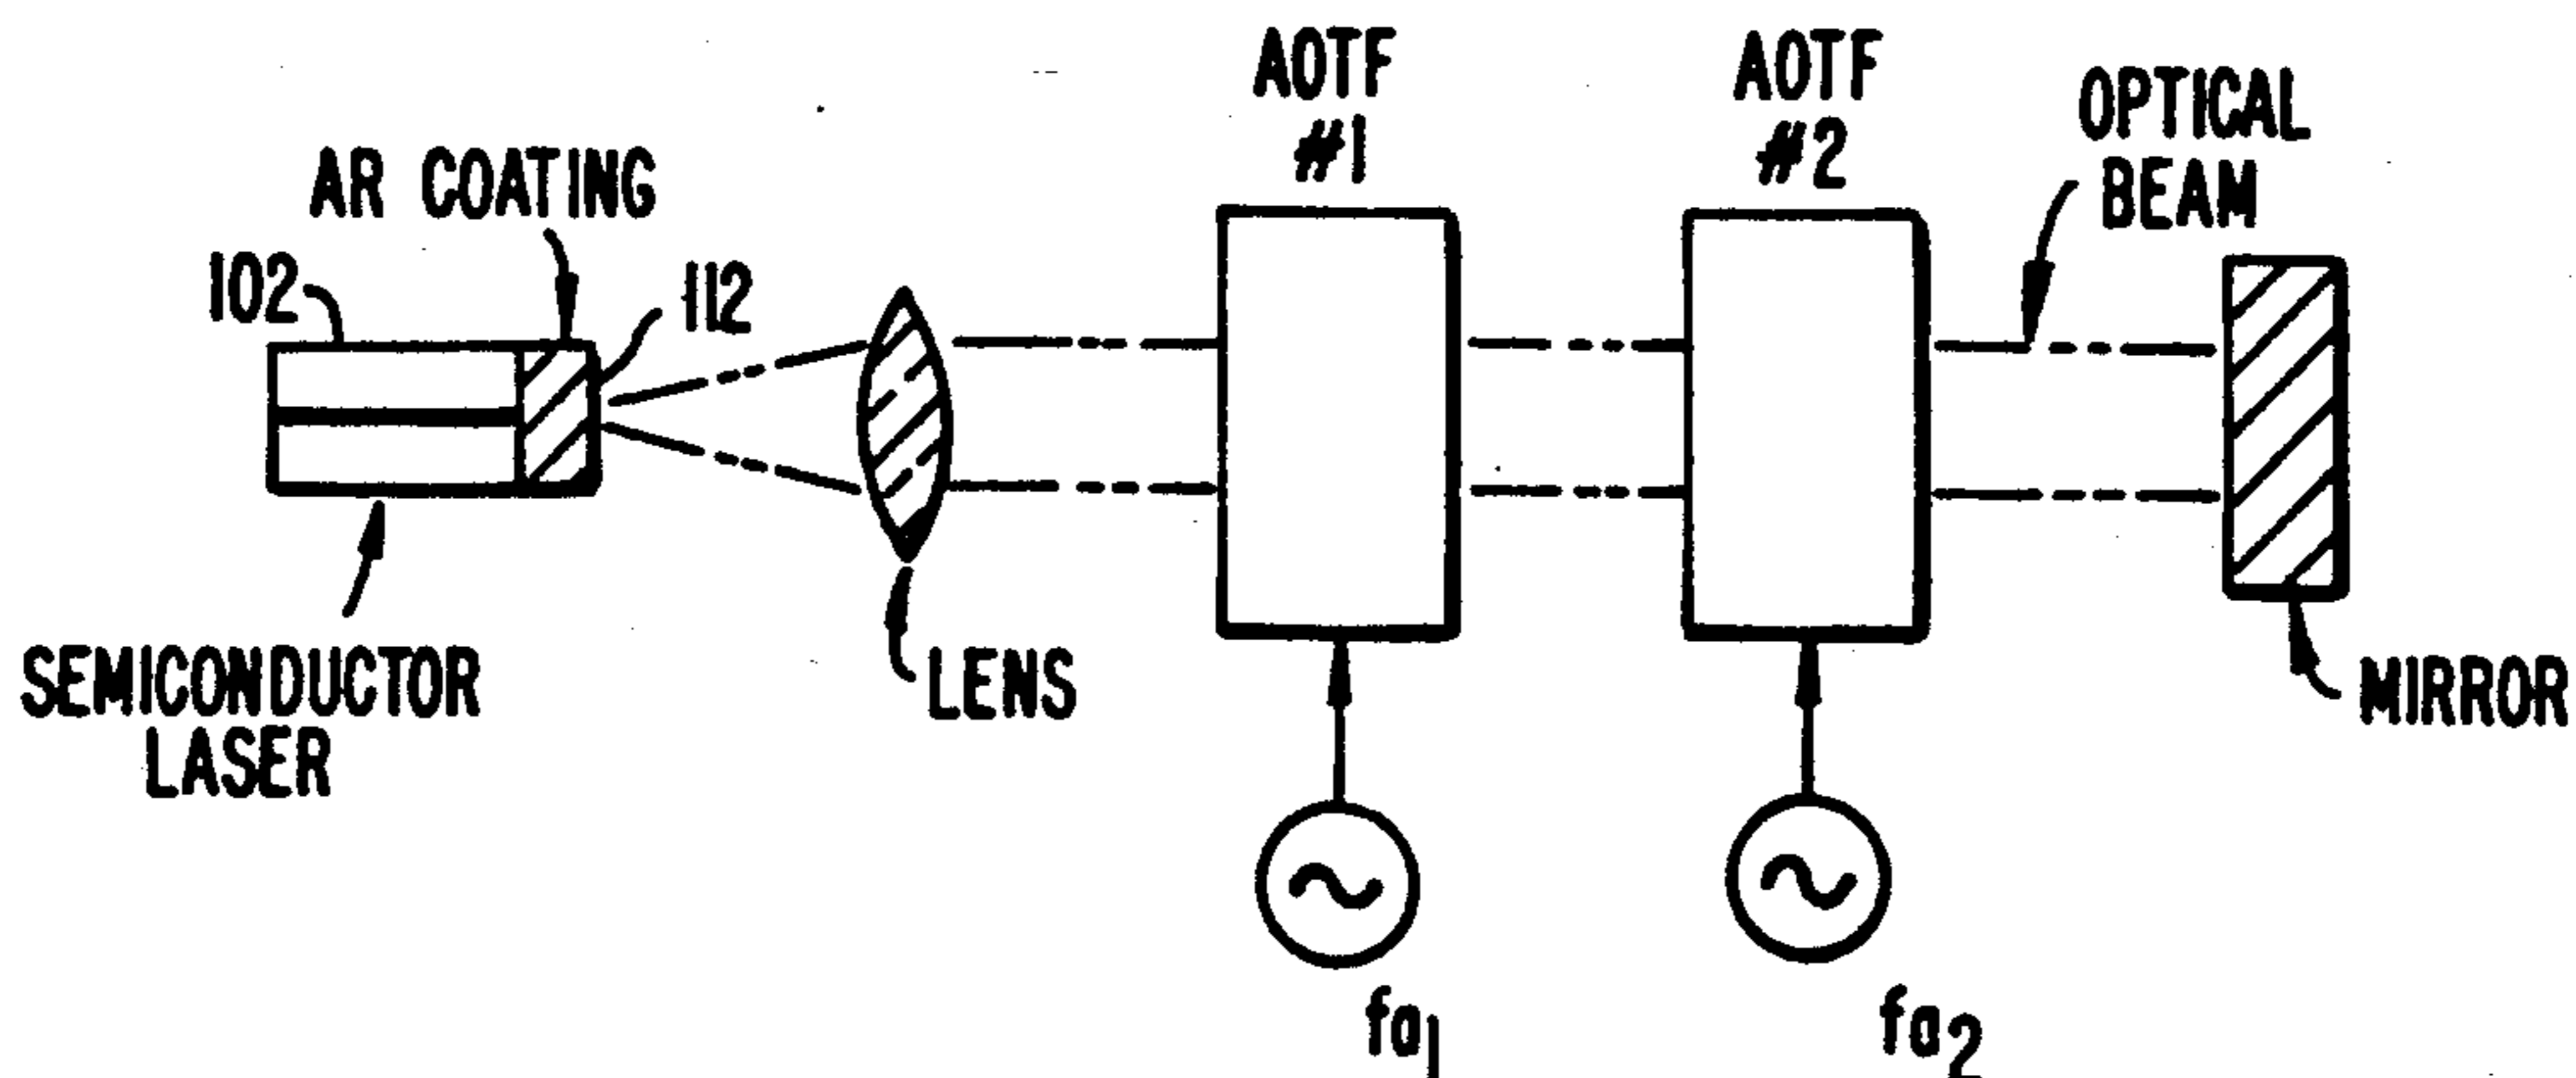 AOTF
#1
AOTF
#2
OPTICAL
BEAM
AR COATING
102
112
SEMICONDUCTOR
LASER
LENS
MIRROR
fa1
fa2